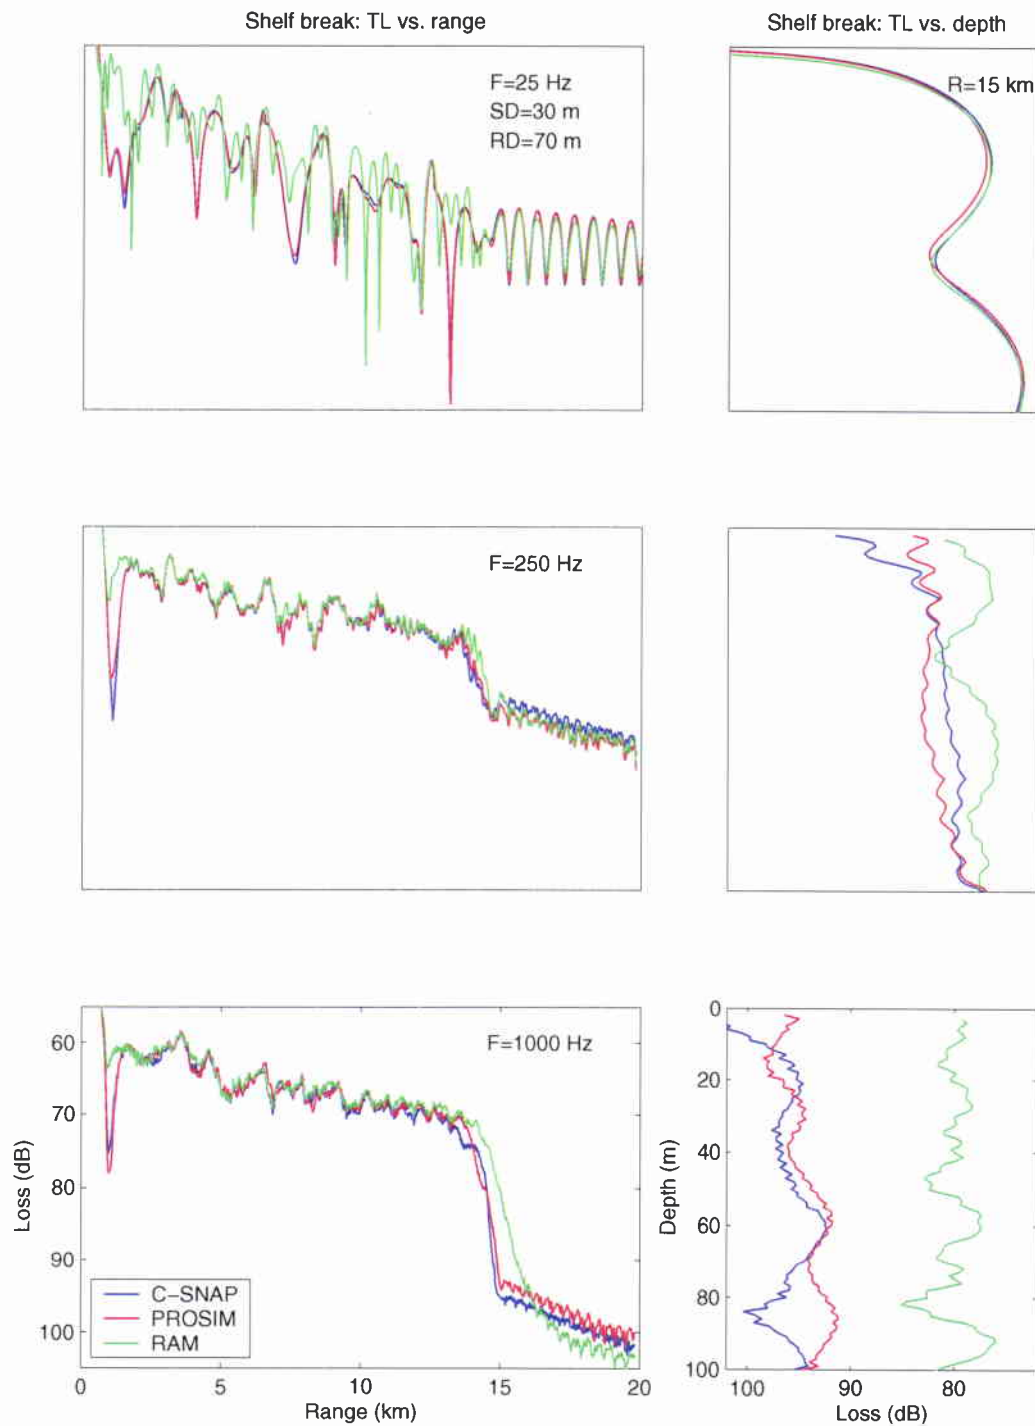 Shelf break: TL vs. range
Shelf break: TL vs. depth
F=25 Hz
SD=30 m
RD=70 m
R=15 km
F=250 Hz
F=1000 Hz
60
70
80
90
100
Loss (dB)
C-SNAP
PROSIM
RAM
0
5
10
15
20
Range (km)
0
20
40
60
80
100
Depth (m)
100
90
80
Loss (dB)